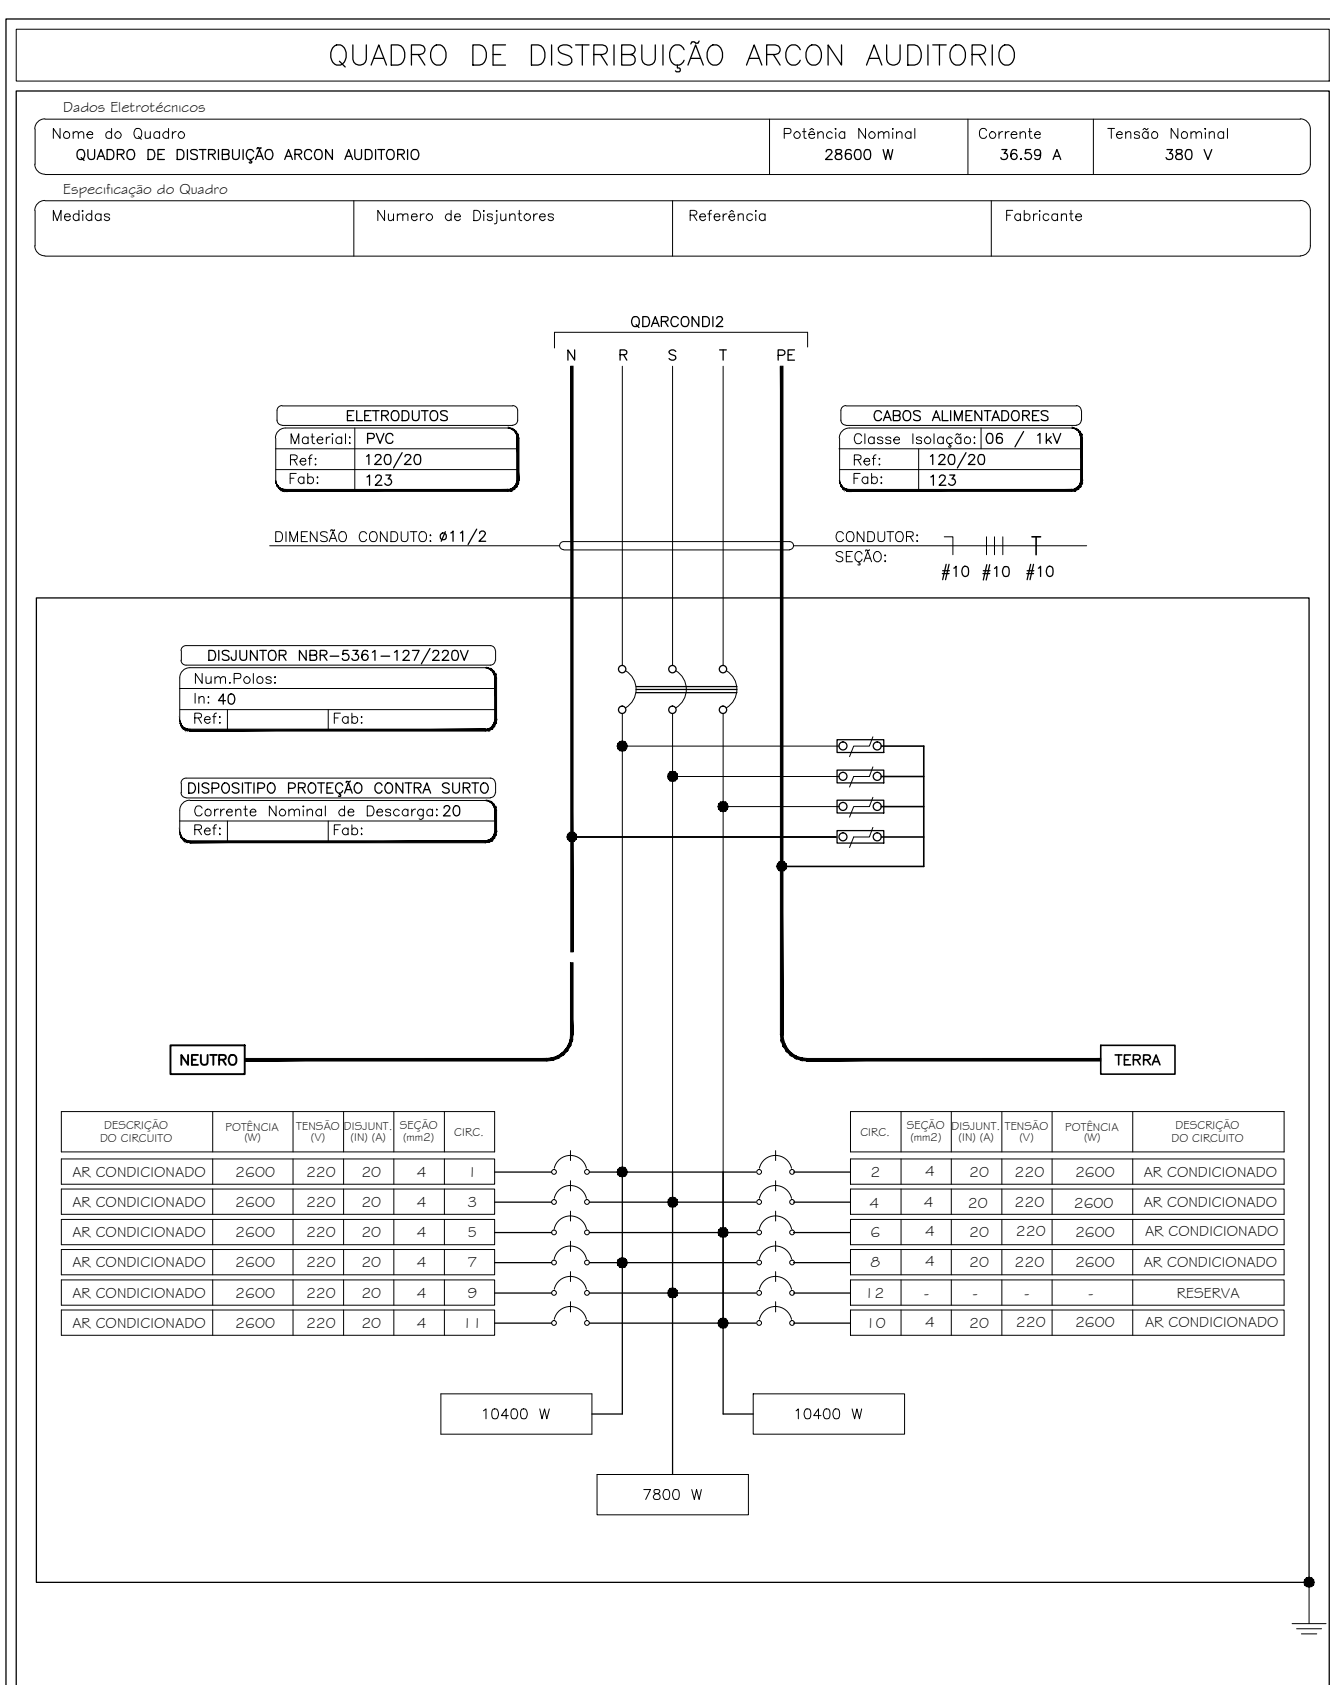 QUADRO DE DISTRIBUIÇÃO ARCON AUDITORIO
Dados Eletrotécnicos
Nome do Quadro Potência Nominal Corrente Tensão Nominal
QUADRO DE DISTRIBUIÇÃO ARCON AUDITORIO 28600 W 36.59 A 380 V
Especificação do Quadro
Medidas Numero de Disjuntores Referência Fabricante
QDARCONDI2
N R S T PE
ELETRODUTOS
Material: PVC
Ref: 120/20
Fab: 123
CABOS ALIMENTADORES
Classe Isolação: 06 / 1kV
Ref: 120/20
Fab: 123
DIMENSÃO CONDUTO: ø11/2
CONDUTOR:
SEÇÃO:
#10 #10 #10
DISJUNTOR NBR-5361-127/220V
Num.Polos:
In: 40
Ref: Fab:
DISPOSITIPO PROTEÇÃO CONTRA SURTO
Corrente Nominal de Descarga: 20
Ref: Fab:
NEUTRO
TERRA
DESCRIÇÃO DO CIRCUITO POTÊNCIA (W) TENSÃO (V) DISJUNT. (IN) (A) SEÇÃO (mm2) CIRC.
AR CONDICIONADO 2600 220 20 4 1
AR CONDICIONADO 2600 220 20 4 3
AR CONDICIONADO 2600 220 20 4 5
AR CONDICIONADO 2600 220 20 4 7
AR CONDICIONADO 2600 220 20 4 9
AR CONDICIONADO 2600 220 20 4 11
CIRC. SEÇÃO (mm2) DISJUNT. (IN) (A) TENSÃO (V) POTÊNCIA (W) DESCRIÇÃO DO CIRCUITO
2 4 20 220 2600 AR CONDICIONADO
4 4 20 220 2600 AR CONDICIONADO
6 4 20 220 2600 AR CONDICIONADO
8 4 20 220 2600 AR CONDICIONADO
12 - - - - RESERVA
10 4 20 220 2600 AR CONDICIONADO
10400 W 10400 W
7800 W